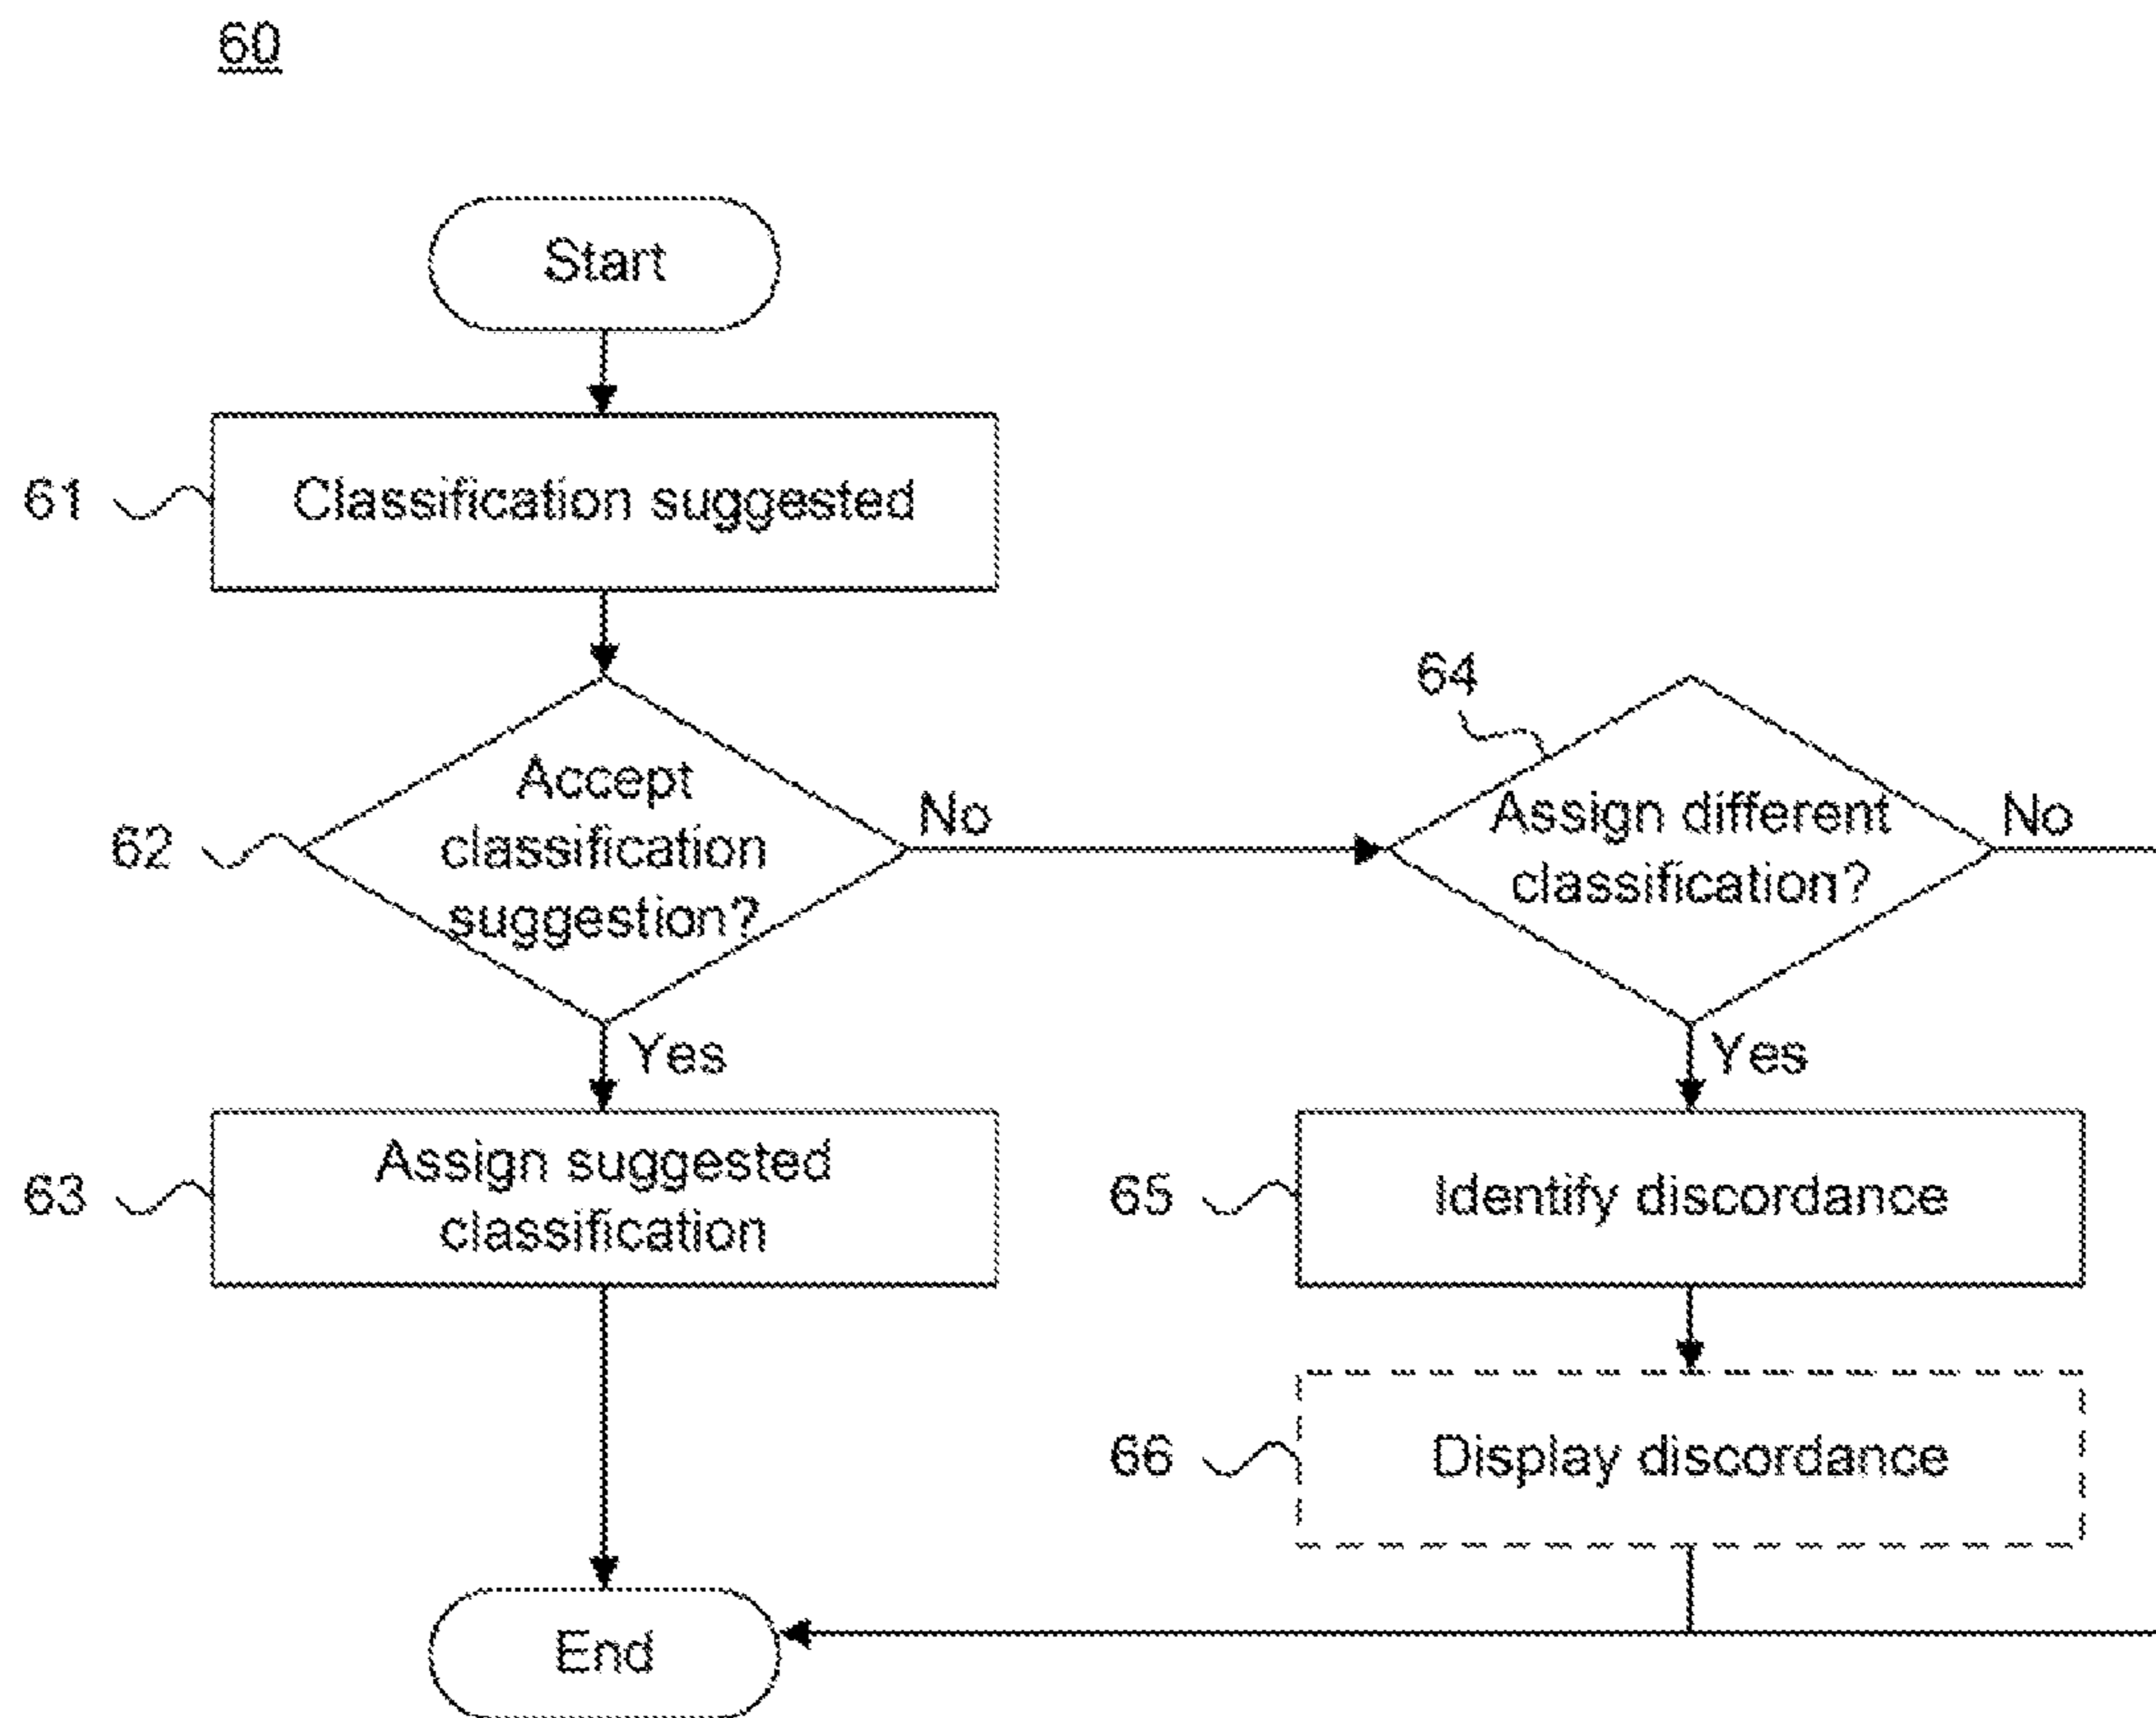 60
Start
61
Classification suggested
62
Accept
classification
suggestion?
No
64
Assign different
classification?
No
Yes
Yes
63
Assign suggested
classification
65
Identify discordance
66
Display discordance
End